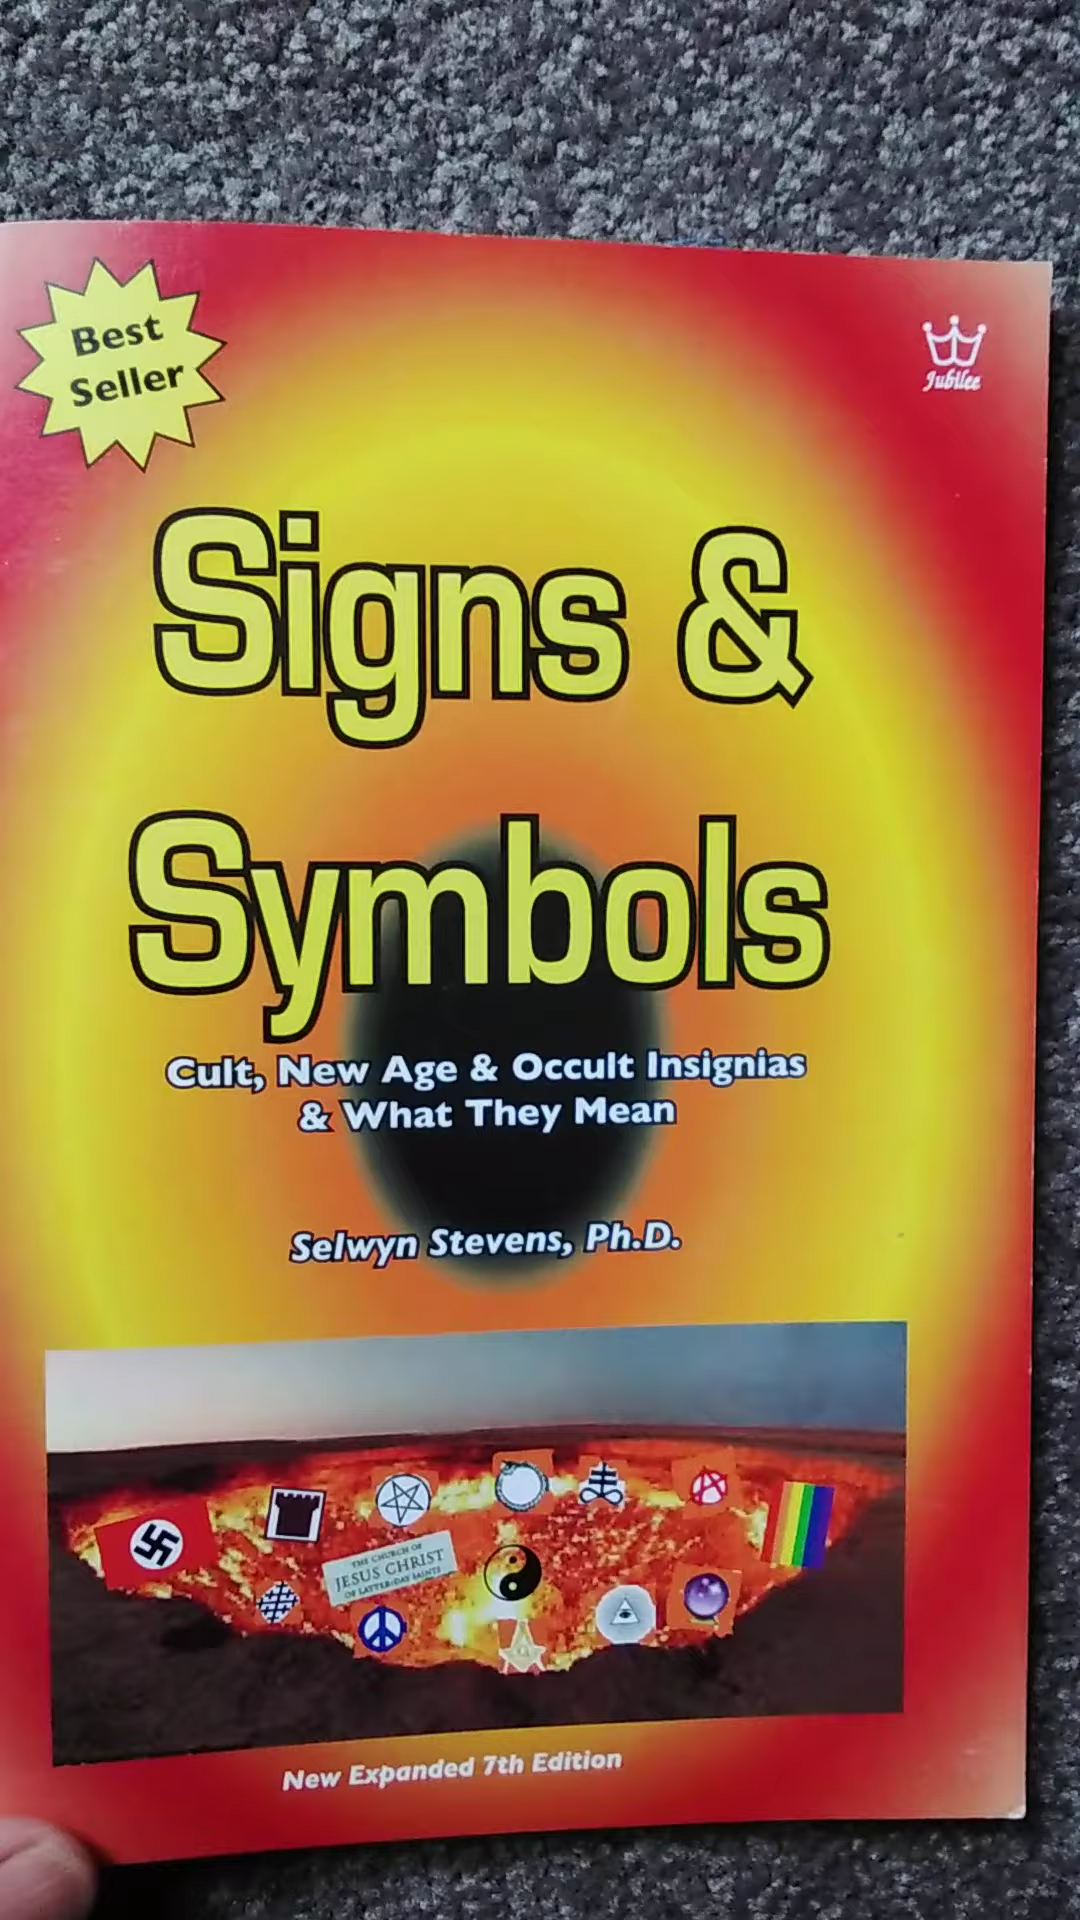 Best
Seller
Jubilee
Signs &
Symbols
Cult, New Age & Occult Insignias
& What They Mean
Selwyn Stevens, Ph.D.
THE CHURCH OF
JESUS CHRIST
OF LATTER-DAY SAINTS
New Expanded 7th Edition